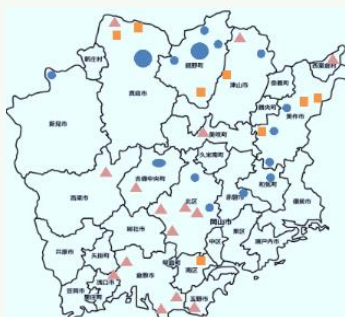 新庄村
鏡野町
西粟倉村
真庭市
津山市
奈義町
勝央町
美作市
新見市
美咲町
久米南町
吉備中央町
和気町
高梁市
北区
赤磐市
備前市
岡山市
総社市
中区
東区
瀬戸内市
井原市
矢掛町
早島町
倉敷市
南区
浅口市
笠岡市
里庄町
玉野市